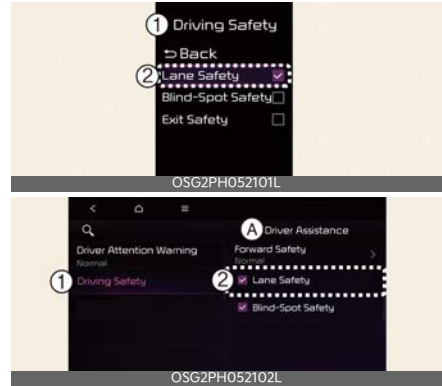 1 Driving Safety
⮌Back
2 Lane Safety
Blind-Spot Safety
Exit Safety
OSG2PH052101L
A Driver Assistance
Driver Attention Warning
Normal
Forward Safety
Normal
1 Driving Safety
2 Lane Safety
Blind-Spot Safety
OSG2PH052102L